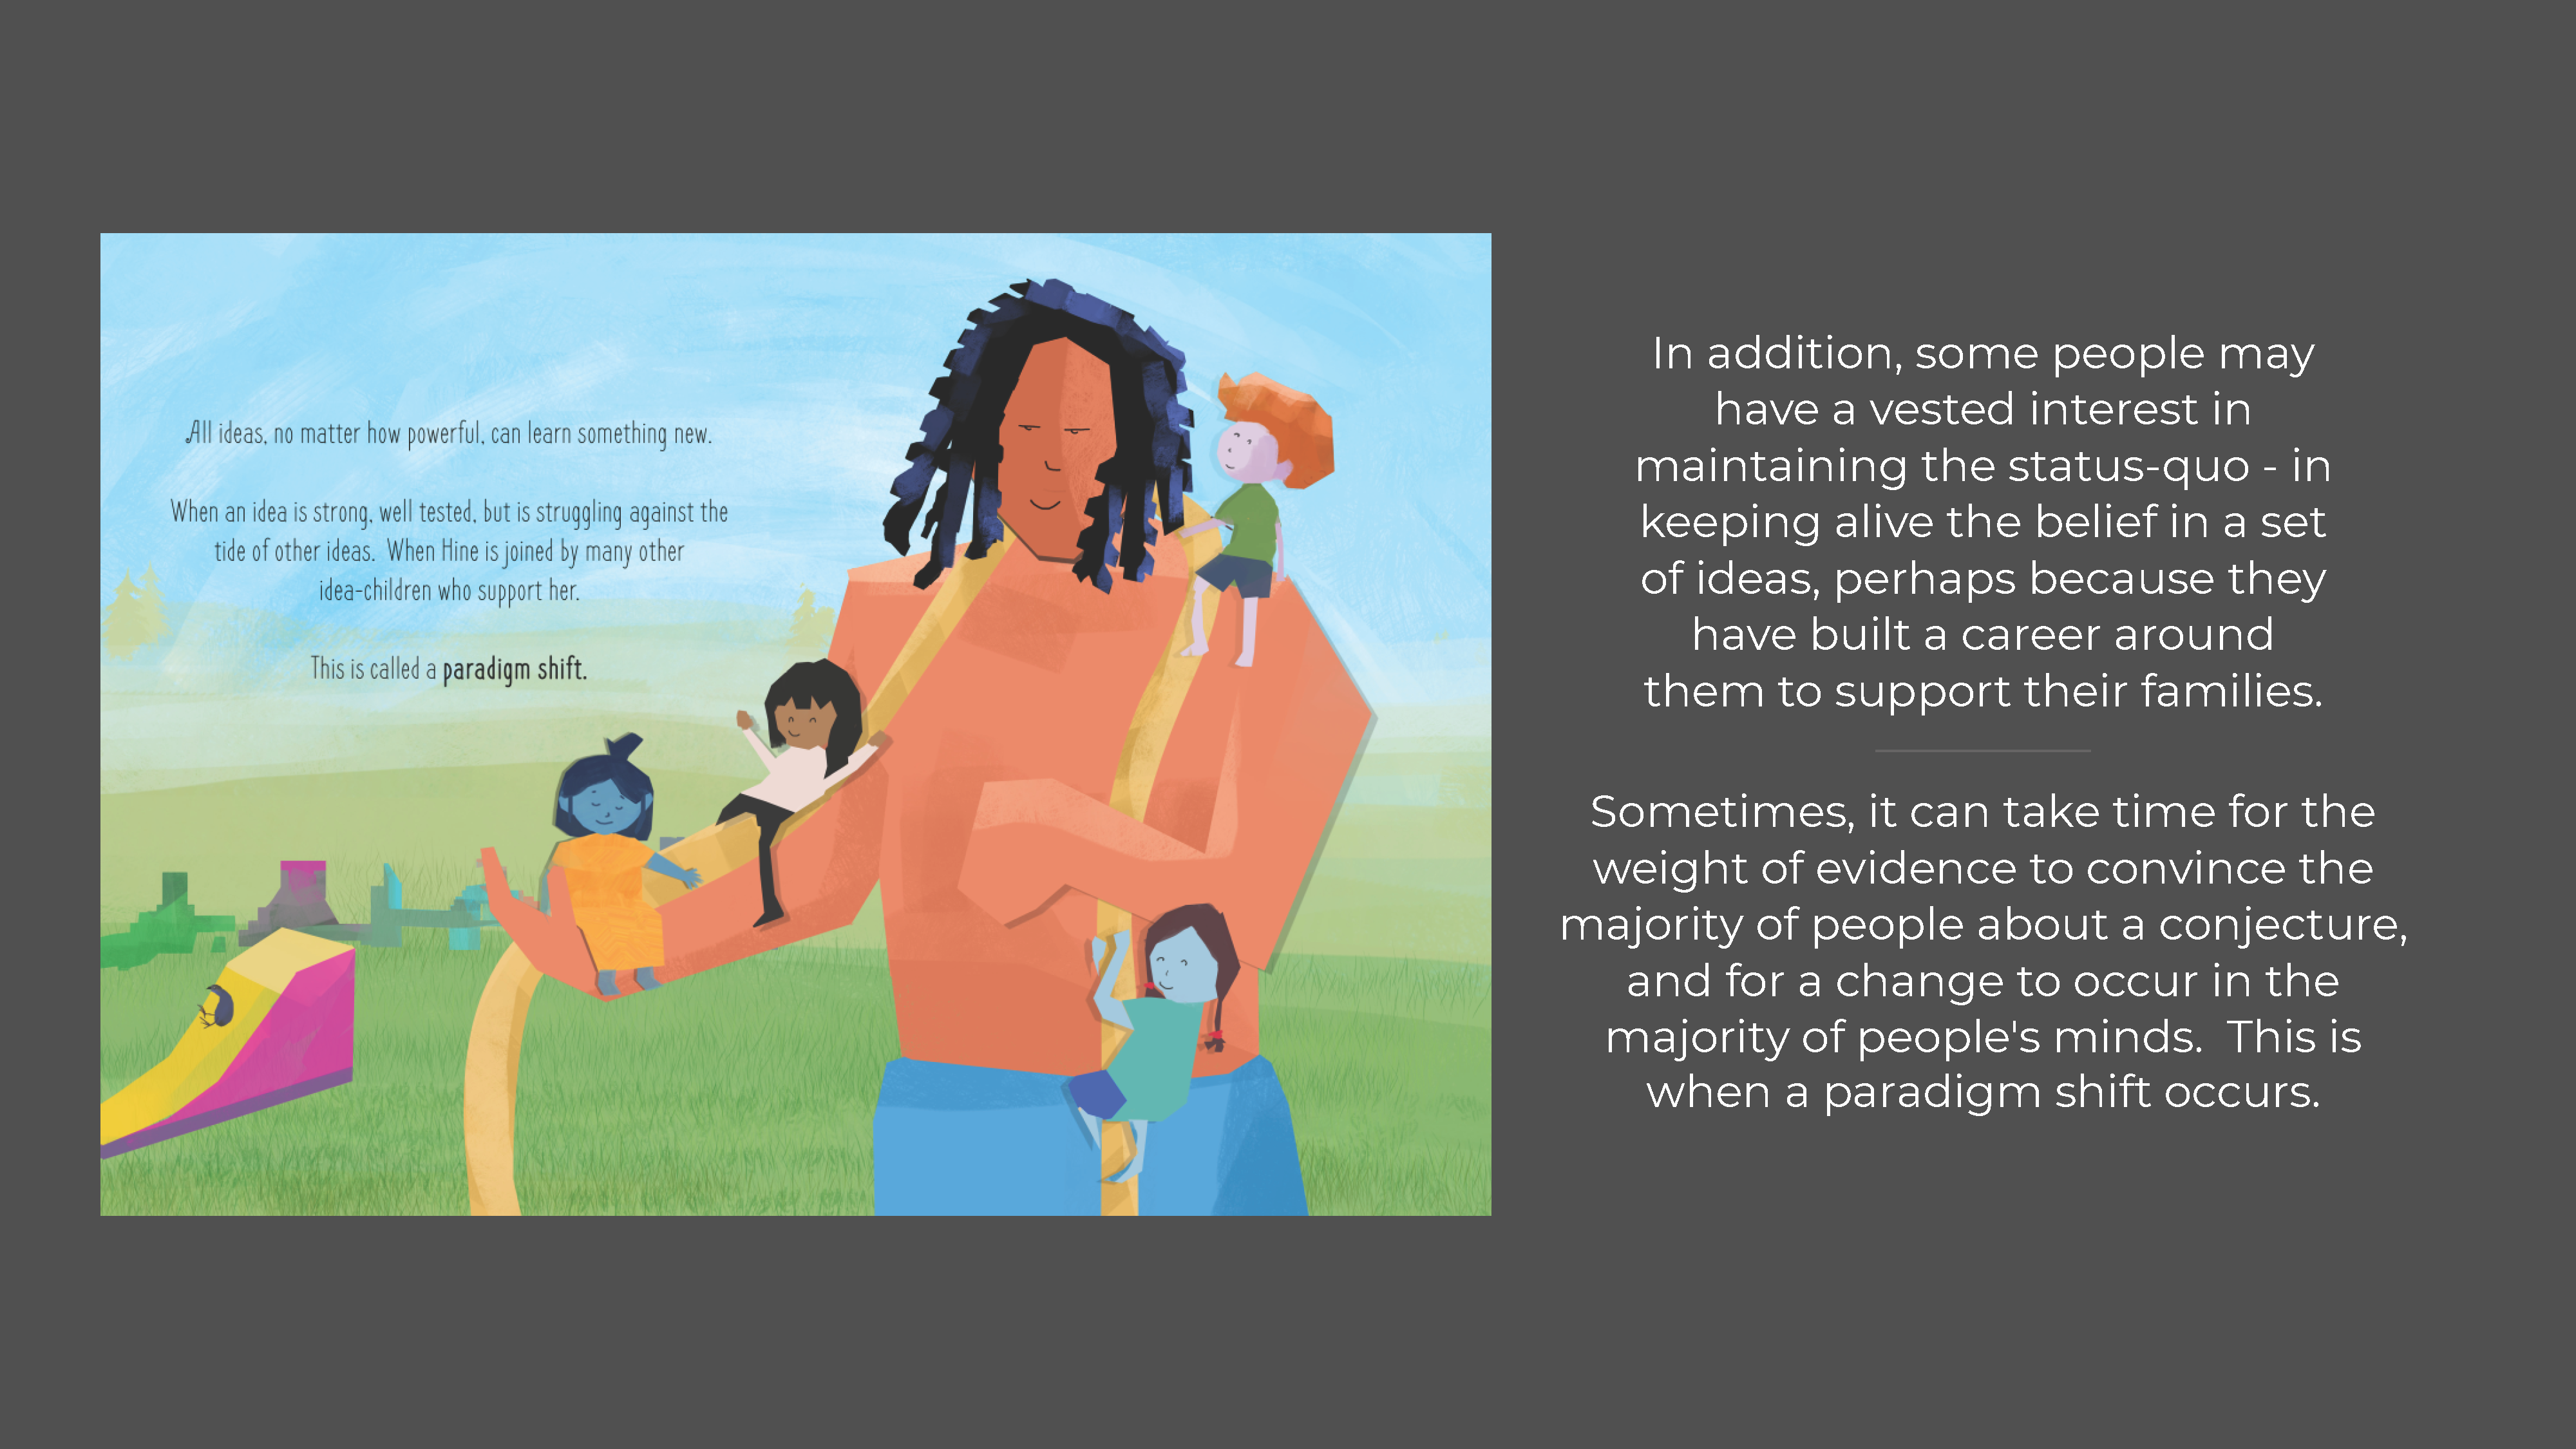 All ideas, no matter how powerful, can learn something new.
When an idea is strong, well tested, but is struggling against the
tide of other ideas.  When Hine is joined by many other
idea-children who support her.
This is called a paradigm shift.
In addition, some people may
have a vested interest in
maintaining the status-quo - in
keeping alive the belief in a set
of ideas, perhaps because they
have built a career around
them to support their families.
Sometimes, it can take time for the
weight of evidence to convince the
majority of people about a conjecture,
and for a change to occur in the
majority of people's minds.  This is
when a paradigm shift occurs.